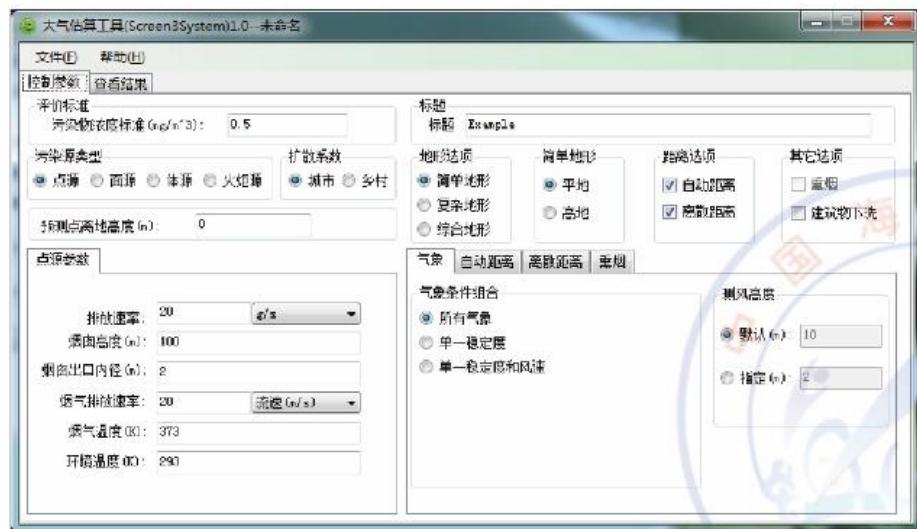 大气估算工具(Screen3System)1.0--未命名
文件(F) 帮助(H)
控制参数 查看结果
评价标准
污染物浓度标准(mg/m^3): 0.5
标题
标题 Example
污染源类型
点源 面源 体源 火炬源
扩散系数
城市 乡村
预测点离地高度(m): 0
地形选项
简单地形
复杂地形
综合地形
简单地形
平地
高地
距离选项
自动距离
离散距离
其它选项
重烟
建筑物下洗
点源参数
排放速率: 20 g/s
烟囱高度(m): 100
烟囱出口内径(m): 2
烟气排放速率: 20 流速(m/s)
烟气温度(K): 373
环境温度(K): 293
气象 自动距离 离散距离 重烟
气象条件组合
所有气象
单一稳定度
单一稳定度和风速
测风高度
默认(m): 10
指定(m): 2
中国海